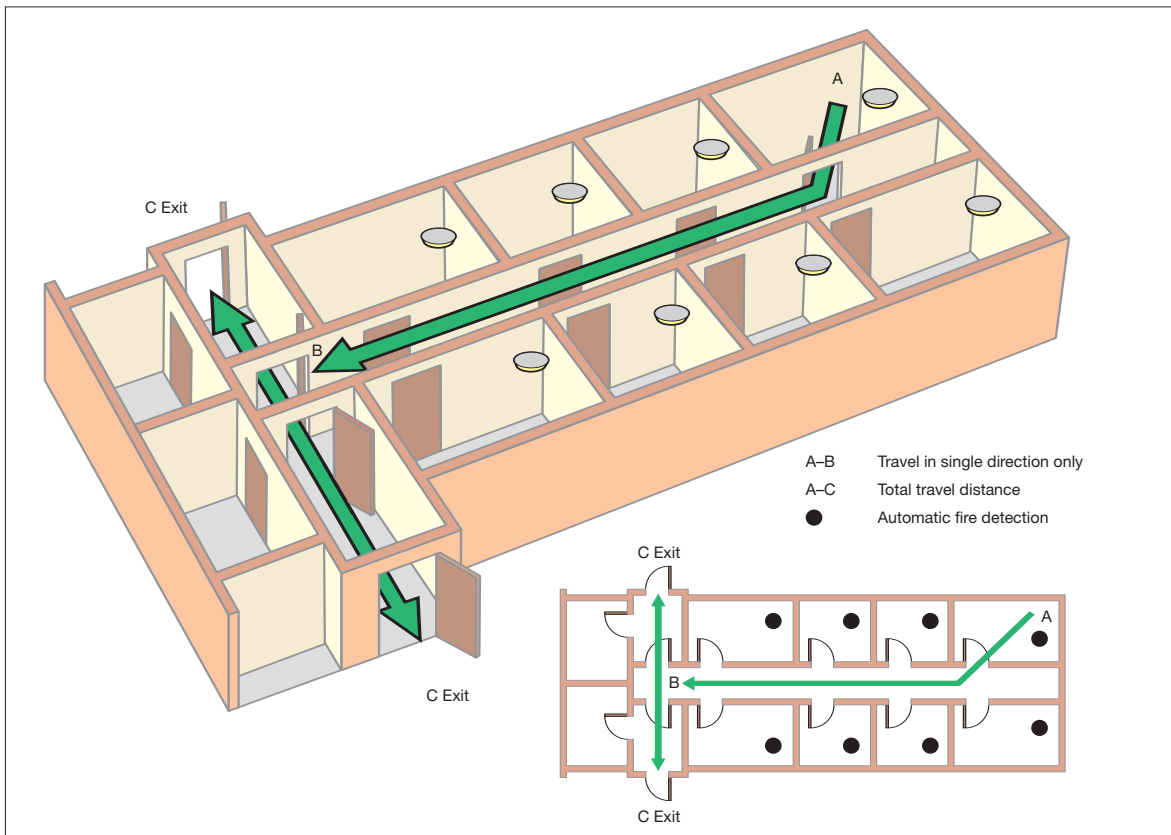 A
C Exit
B
A–B Travel in single direction only
A–C Total travel distance
Automatic fire detection
C Exit
C Exit
A
B
C Exit